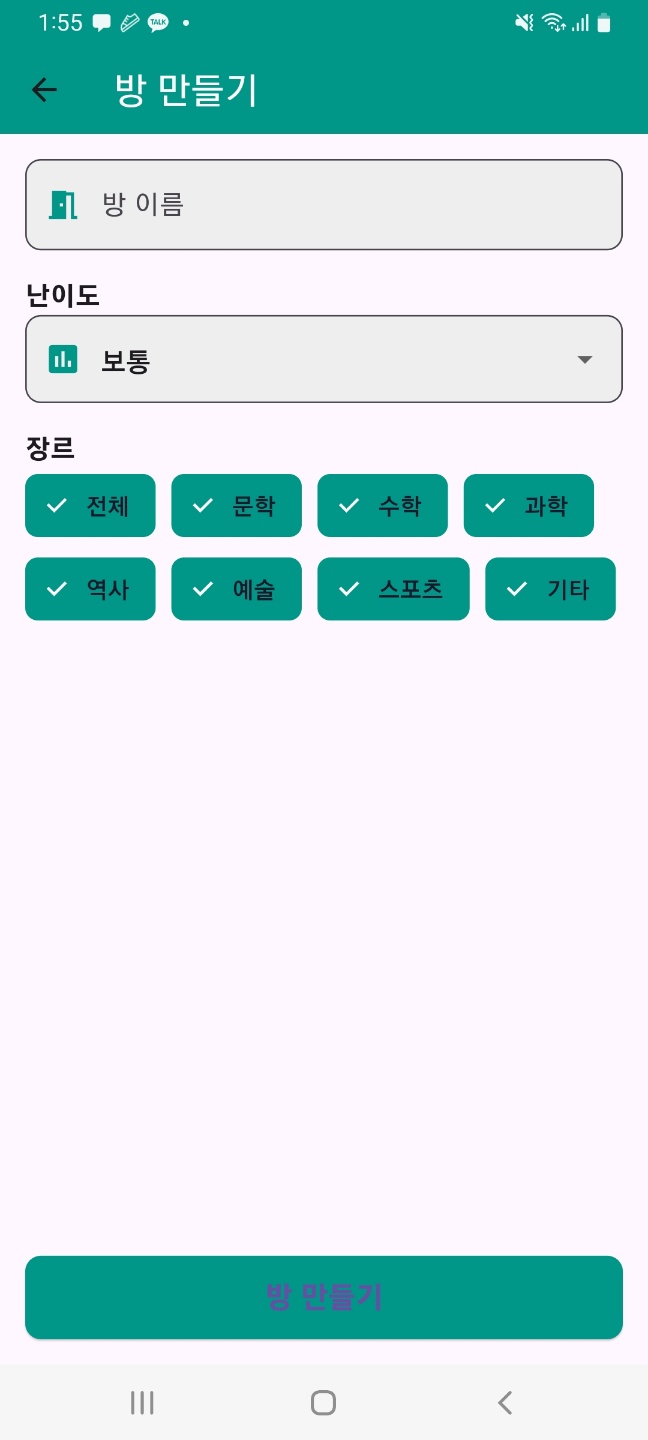 1:55 TALK
방 만들기
방 이름
난이도
보통
장르
전체 문학 수학 과학
역사 예술 스포츠 기타
방 만들기